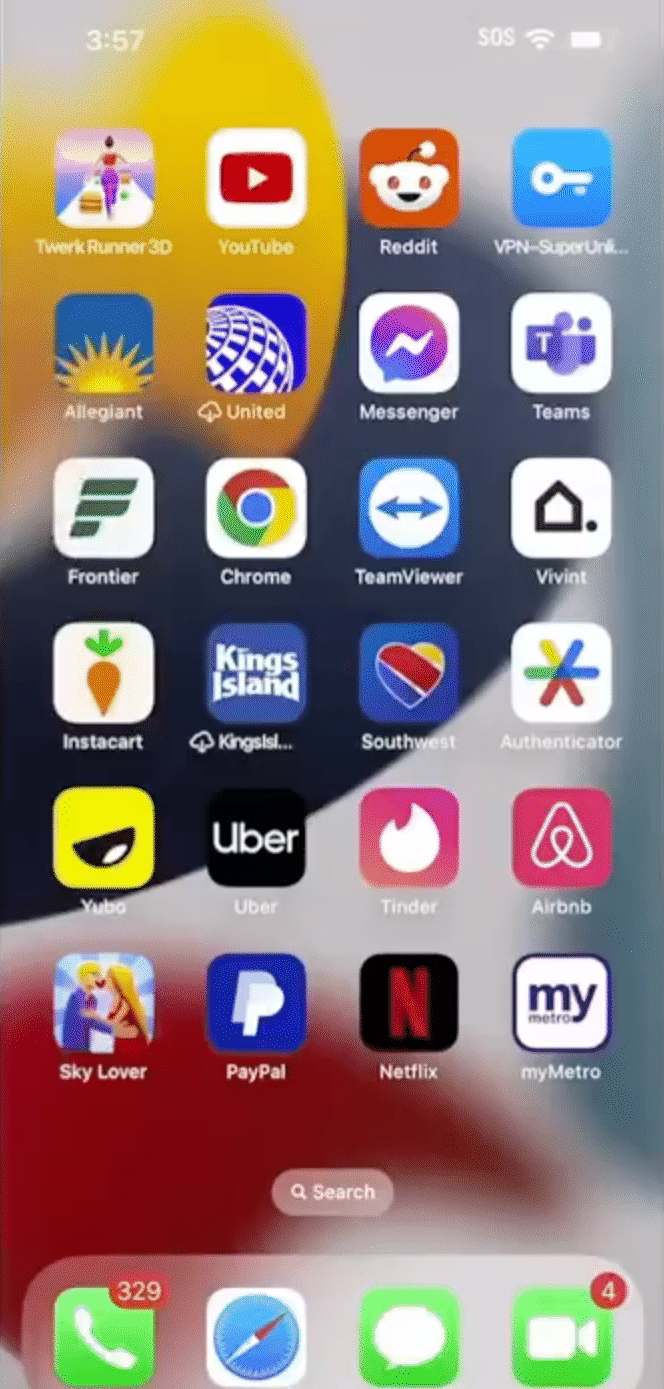 3:57 SOS
Twerk Runner 3D YouTube Reddit VPN-SuperUnli...
Allegiant United Messenger Teams
T
Frontier Chrome TeamViewer Vivint
Kings
Island
Instacart KingsIsl... Southwest Authenticator
Uber
Yubo Uber Tinder Airbnb
my
metro
Sky Lover PayPal Netflix myMetro
Search
329 4